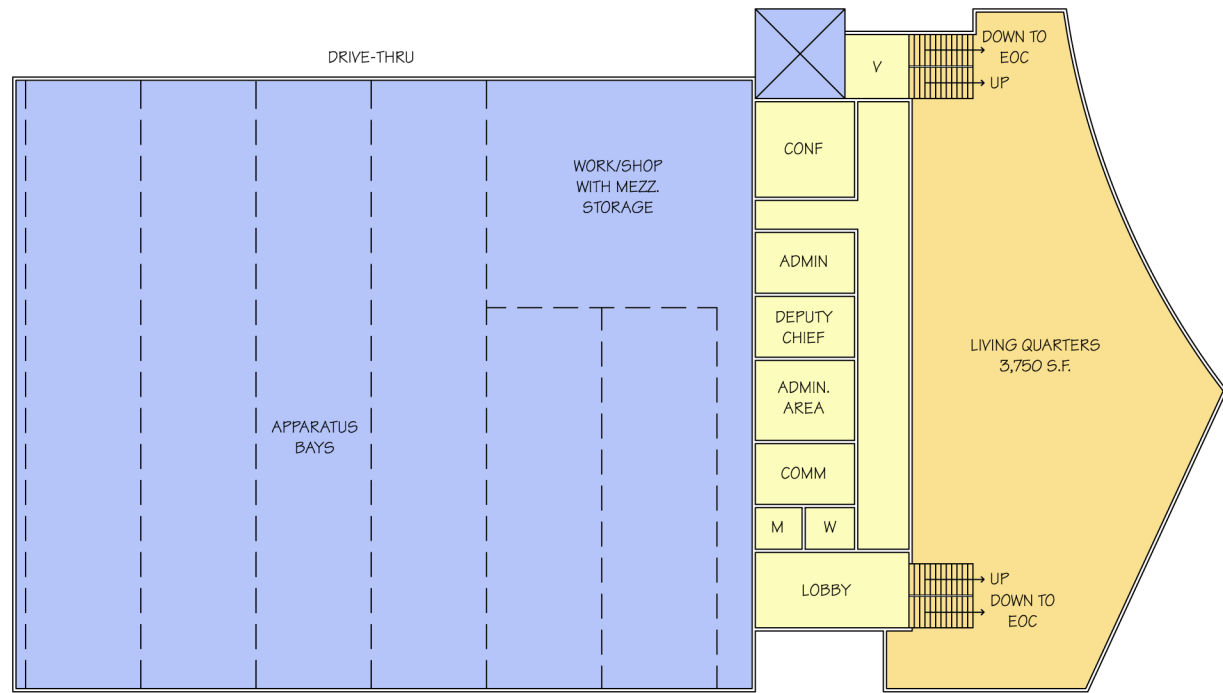 DRIVE-THRU
DOWN TO
EOC
UP
V
CONF
WORK/SHOP
WITH MEZZ.
STORAGE
ADMIN
DEPUTY
CHIEF
LIVING QUARTERS
3,750 S.F.
ADMIN.
AREA
APPARATUS
BAYS
COMM
M
W
LOBBY
UP
DOWN TO
EOC